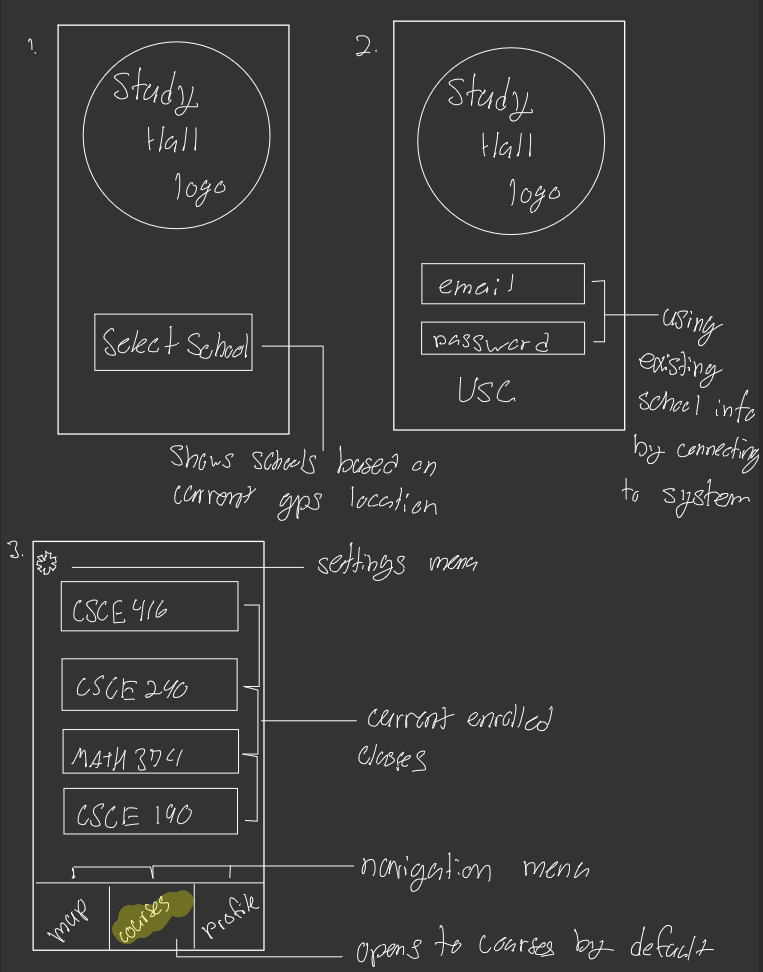 1.
Study
Hall
logo
Select School
Shows schools based on
current gps location
2.
Study
Hall
logo
email
password
USC
using
existing
school info
by connecting
to system
3.
settings menu
CSCE 416
CSCE 240
MATH 374
CSCE 190
current enrolled
classes
navigation menu
map
courses
profile
opens to courses by default